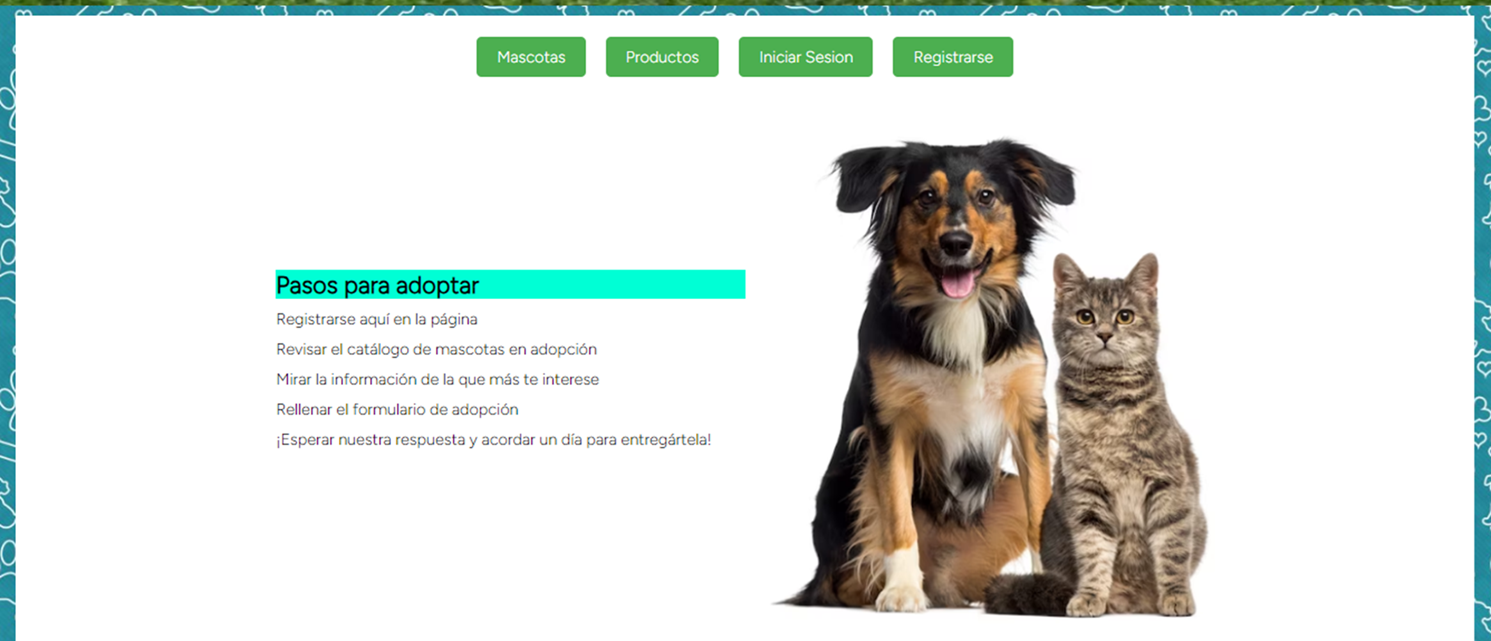 Mascotas
Productos
Iniciar Sesion
Registrarse
Pasos para adoptar
Registrarse aquí en la página
Revisar el catálogo de mascotas en adopción
Mirar la información de la que más te interese
Rellenar el formulario de adopción
¡Esperar nuestra respuesta y acordar un día para entregártela!